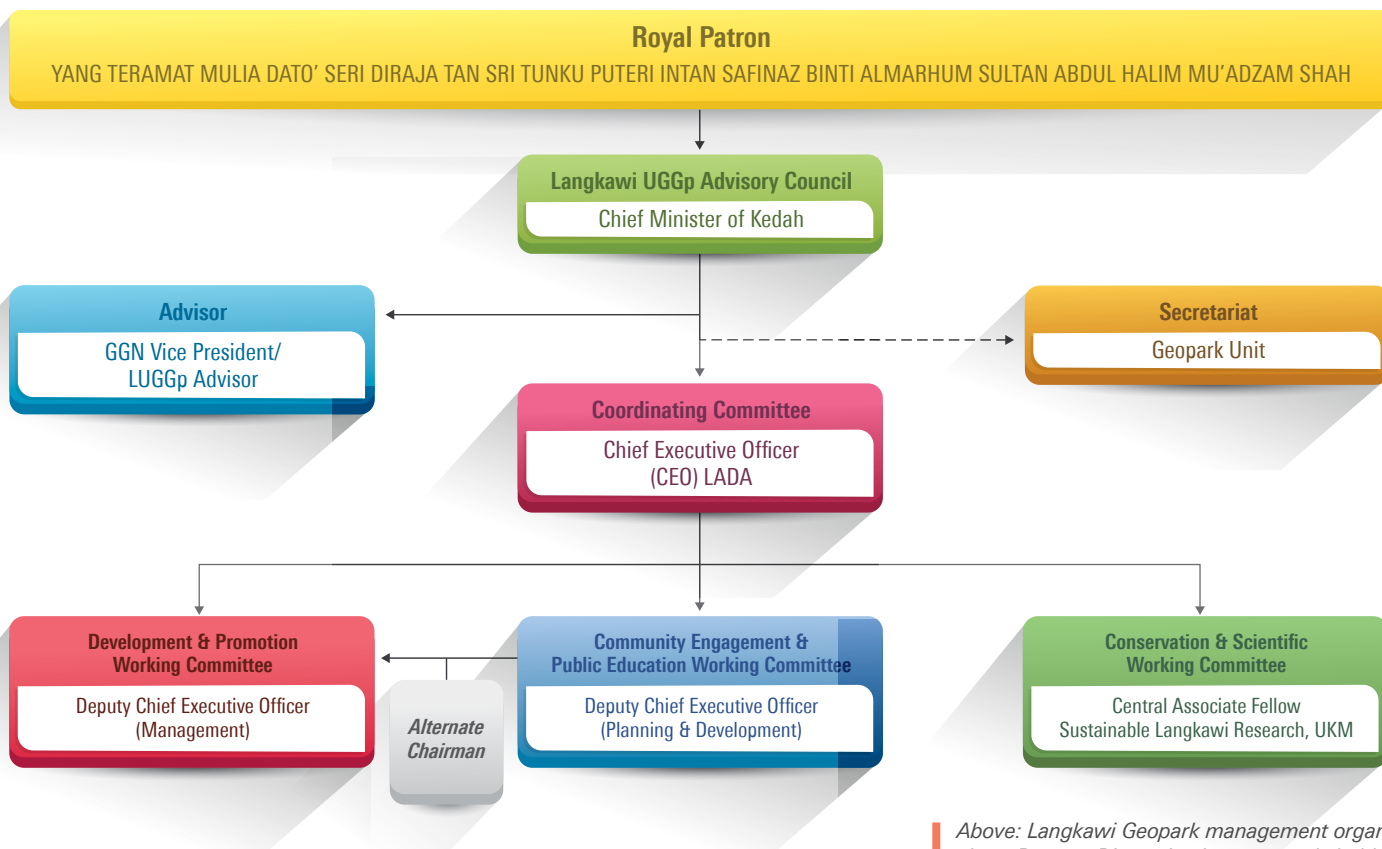 Royal Patron
YANG TERAMAT MULIA DATO' SERI DIRAJA TAN SRI TUNKU PUTERI INTAN SAFINAZ BINTI ALMARHUM SULTAN ABDUL HALIM MU'ADZAM SHAH
Langkawi UGGp Advisory Council
Chief Minister of Kedah
Advisor
GGN Vice President/
LUGGp Advisor
Secretariat
Geopark Unit
Coordinating Committee
Chief Executive Officer
(CEO) LADA
Development & Promotion
Working Committee
Deputy Chief Executive Officer
(Management)
Alternate
Chairman
Community Engagement &
Public Education Working Committee
Deputy Chief Executive Officer
(Planning & Development)
Conservation & Scientific
Working Committee
Central Associate Fellow
Sustainable Langkawi Research, UKM
Above: Langkawi Geopark management